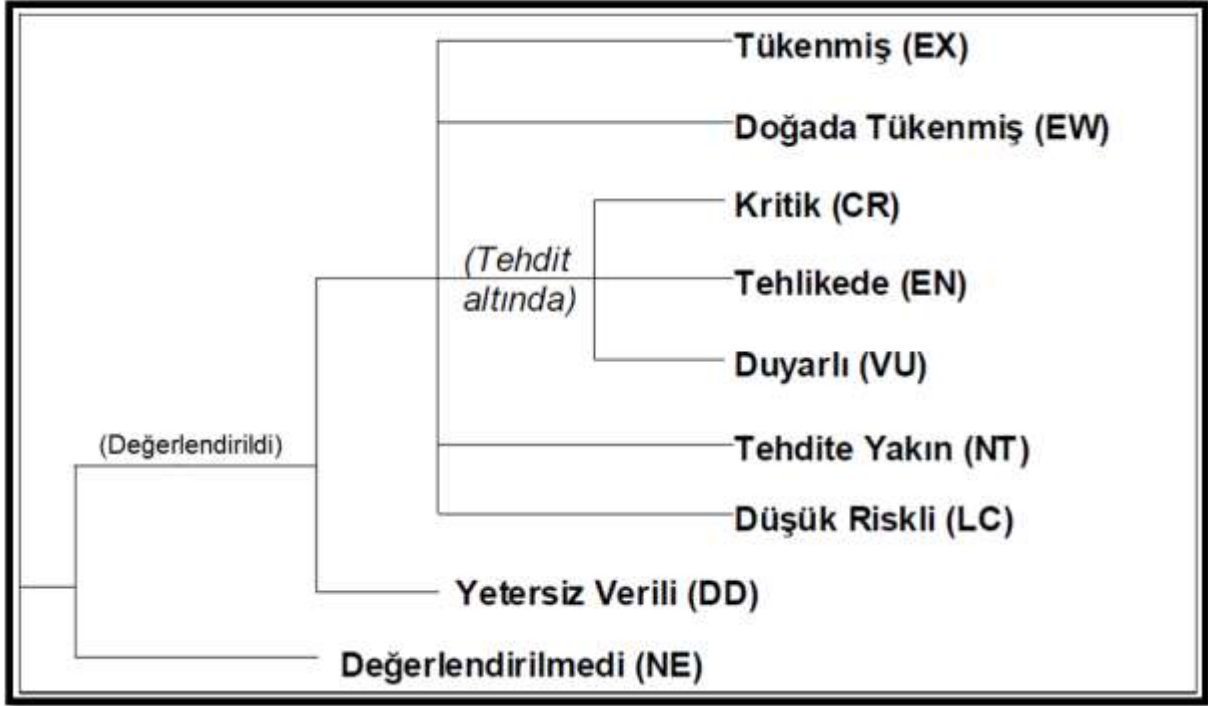 Tükenmiş (EX)
Doğada Tükenmiş (EW)
Kritik (CR)
(Tehdit
altında)
Tehlikede (EN)
Duyarlı (VU)
(Değerlendirildi)
Tehdite Yakın (NT)
Düşük Riskli (LC)
Yetersiz Verili (DD)
Değerlendirilmedi (NE)